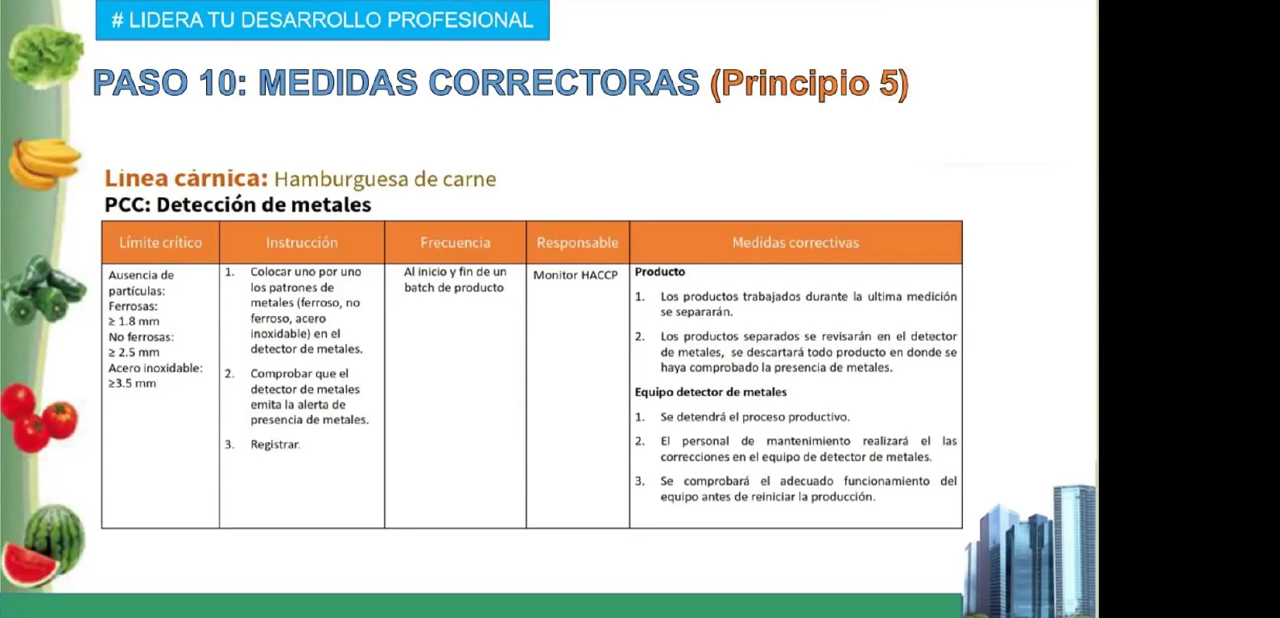 # LIDERA TU DESARROLLO PROFESIONAL
PASO 10: MEDIDAS CORRECTORAS (Principio 5)
Línea cárnica: Hamburguesa de carne
PCC: Detección de metales
Límite crítico
Ausencia de
partículas:
Ferrosas:
≥ 1.8 mm
No ferrosas:
≥ 2.5 mm
Acero inoxidable:
≥3.5 mm
Instrucción
1. Colocar uno por uno
los patrones de
metales (ferroso, no
ferroso, acero
inoxidable) en el
detector de metales.
2. Comprobar que el
detector de metales
emita la alerta de
presencia de metales.
3. Registrar.
Frecuencia
Al inicio y fin de un
batch de producto
Responsable
Monitor HACCP
Medidas correctivas
Producto
1. Los productos trabajados durante la ultima medición
se separarán.
2. Los productos separados se revisarán en el detector
de metales, se descartará todo producto en donde se
haya comprobado la presencia de metales.
Equipo detector de metales
1. Se detendrá el proceso productivo.
2. El personal de mantenimiento realizará el las
correcciones en el equipo de detector de metales.
3. Se comprobará el adecuado funcionamiento del
equipo antes de reiniciar la producción.